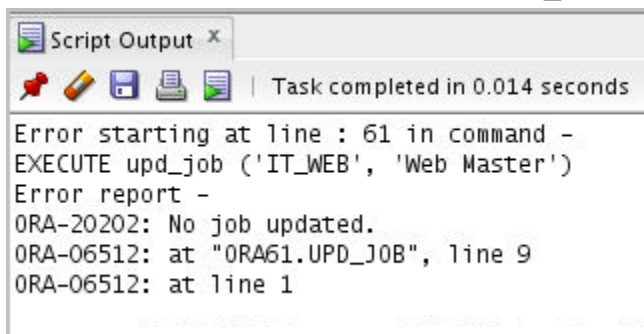 Script Output x
Task completed in 0.014 seconds
Error starting at line : 61 in command -
EXECUTE upd_job ('IT_WEB', 'Web Master')
Error report -
ORA-20202: No job updated.
ORA-06512: at "ORA61.UPD_JOB", line 9
ORA-06512: at line 1